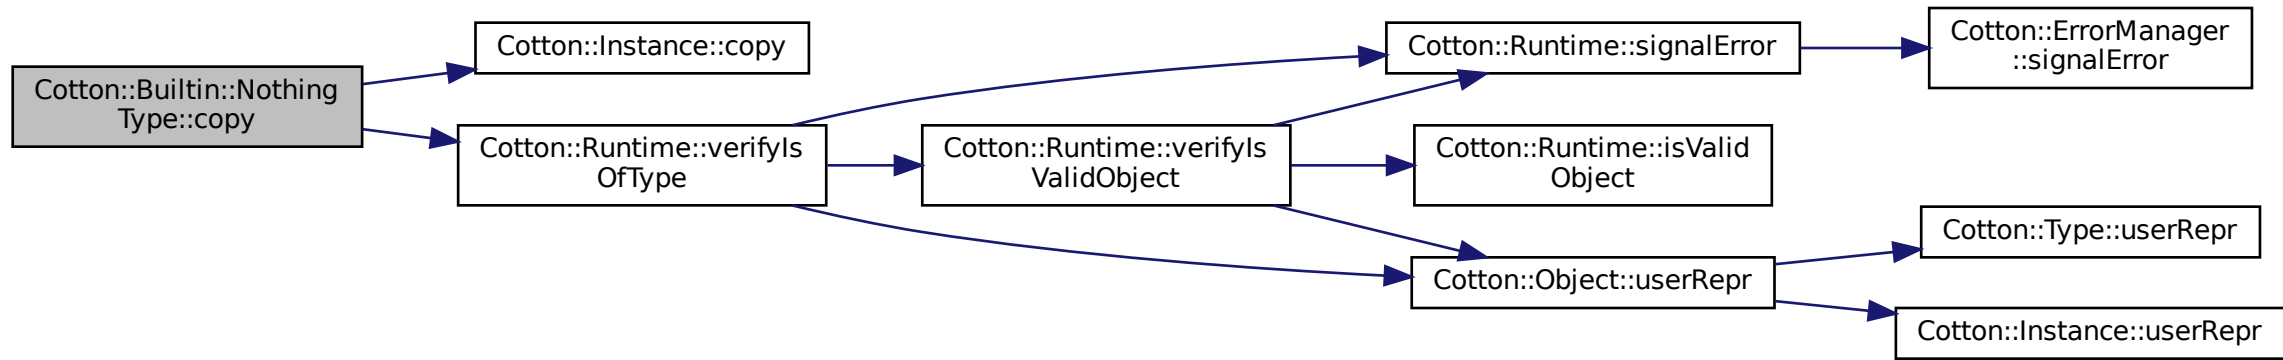 Cotton::Builtin::Nothing
Type::copy
Cotton::Instance::copy
Cotton::Runtime::verifyIs
OfType
Cotton::Runtime::verifyIs
ValidObject
Cotton::Runtime::signalError
Cotton::Runtime::isValid
Object
Cotton::Object::userRepr
Cotton::ErrorManager
::signalError
Cotton::Type::userRepr
Cotton::Instance::userRepr